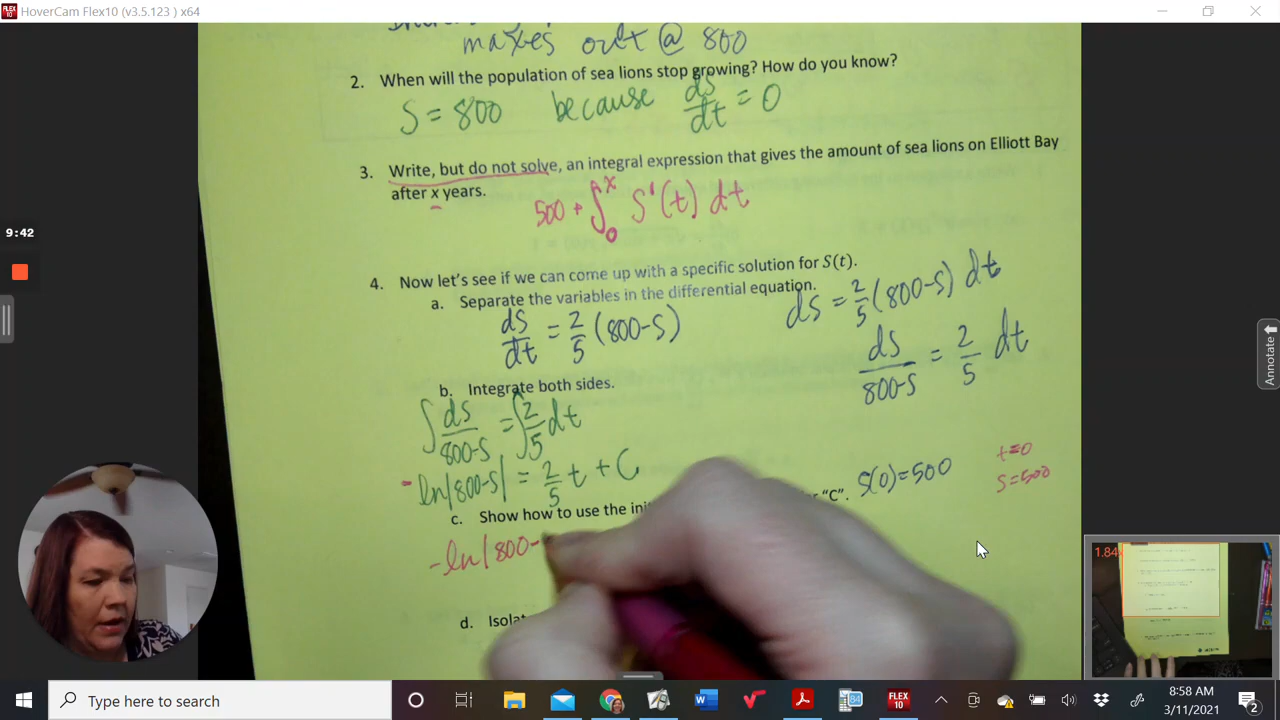 HoverCam Flex10 (v3.5.123 ) x64
maxes out @ 800
2. When will the population of sea lions stop growing? How do you know?
S = 800 because dS/dt = 0
3. Write, but do not solve, an integral expression that gives the amount of sea lions on Elliott Bay
after x years.
500 + ∫₀ˣ S'(t) dt
9:42
4. Now let's see if we can come up with a specific solution for S(t).
a. Separate the variables in the differential equation.
dS/dt = 2/5 (800-S)
dS = 2/5 (800-S) dt
dS/800-S = 2/5 dt
Annotate
b. Integrate both sides.
∫ dS/800-S = ∫ 2/5 dt
- ln|800-S| = 2/5 t + C
c. Show how to use the "C". S(0)=500
t=0
S=500
-ln|800-
d.
1.84
Type here to search
8:58 AM
3/11/2021
FLEX 10
2